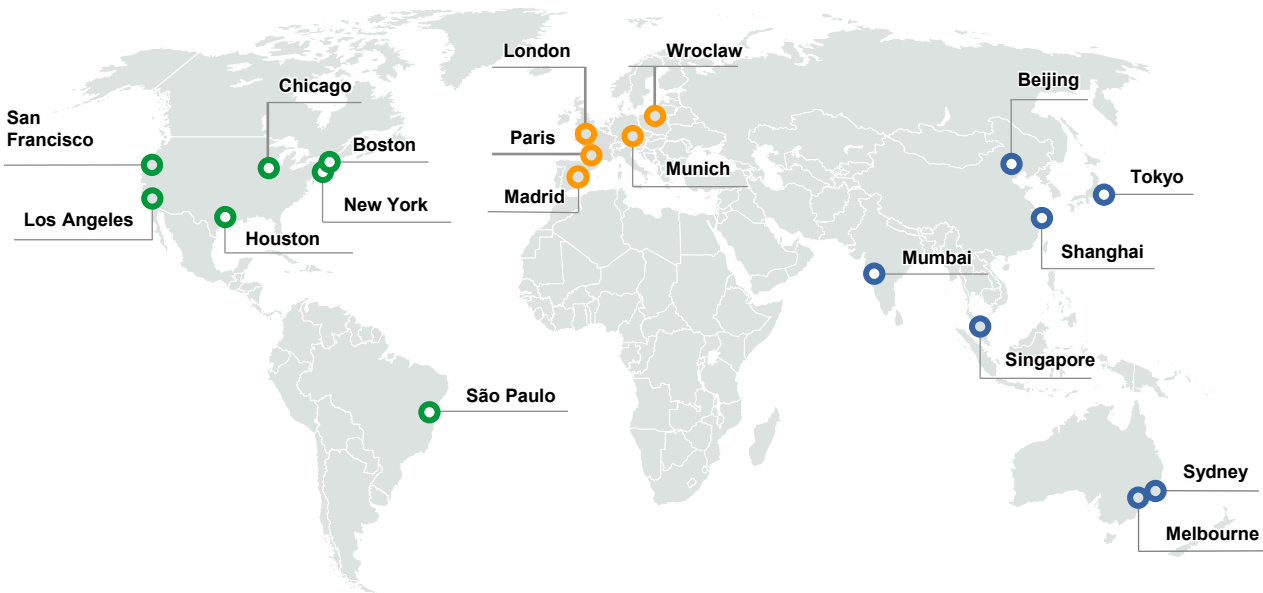 London
Wroclaw
Beijing
Chicago
San
Francisco
Boston
Paris
Munich
Tokyo
Madrid
New York
Los Angeles
Houston
Shanghai
Mumbai
Singapore
São Paulo
Sydney
Melbourne